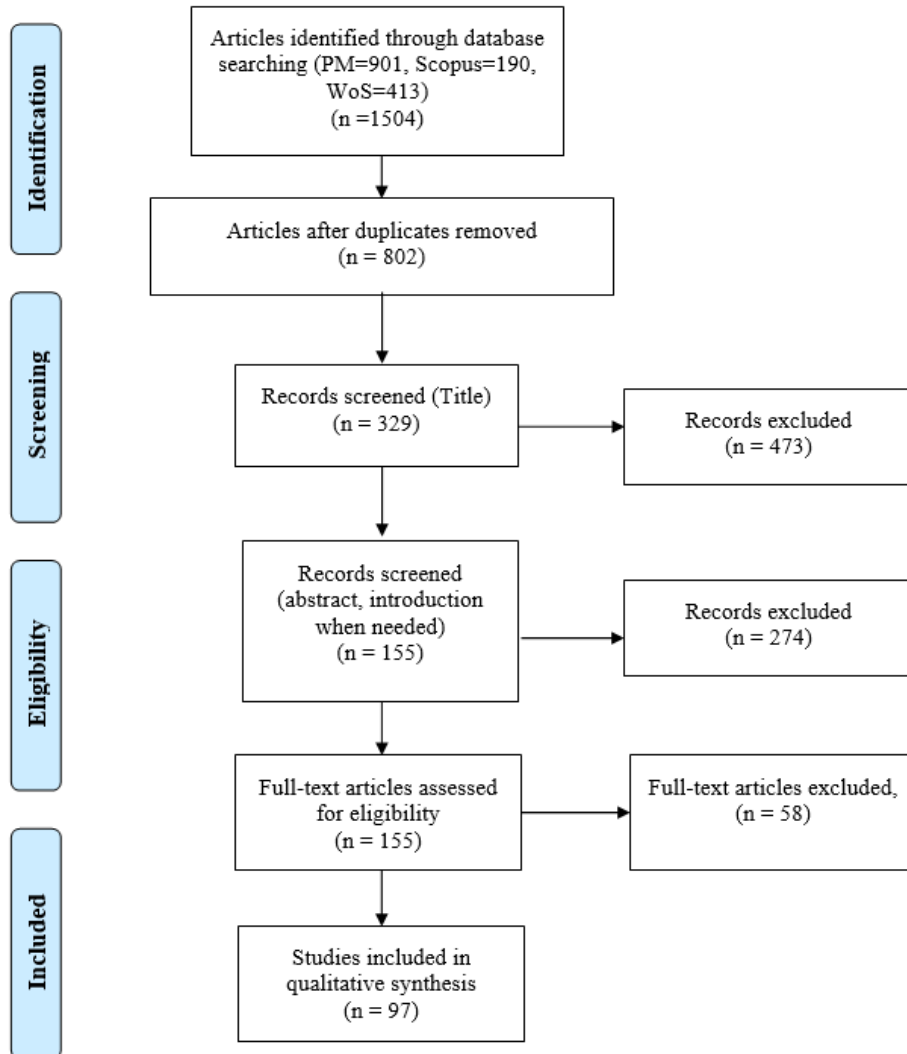 Identification
Articles identified through database
searching (PM=901, Scopus=190,
WoS=413)
(n =1504)
Articles after duplicates removed
(n = 802)
Screening
Records screened (Title)
(n = 329)
Records excluded
(n = 473)
Eligibility
Records screened
(abstract, introduction
when needed)
(n = 155)
Records excluded
(n = 274)
Full-text articles assessed
for eligibility
(n = 155)
Full-text articles excluded,
(n = 58)
Included
Studies included in
qualitative synthesis
(n = 97)